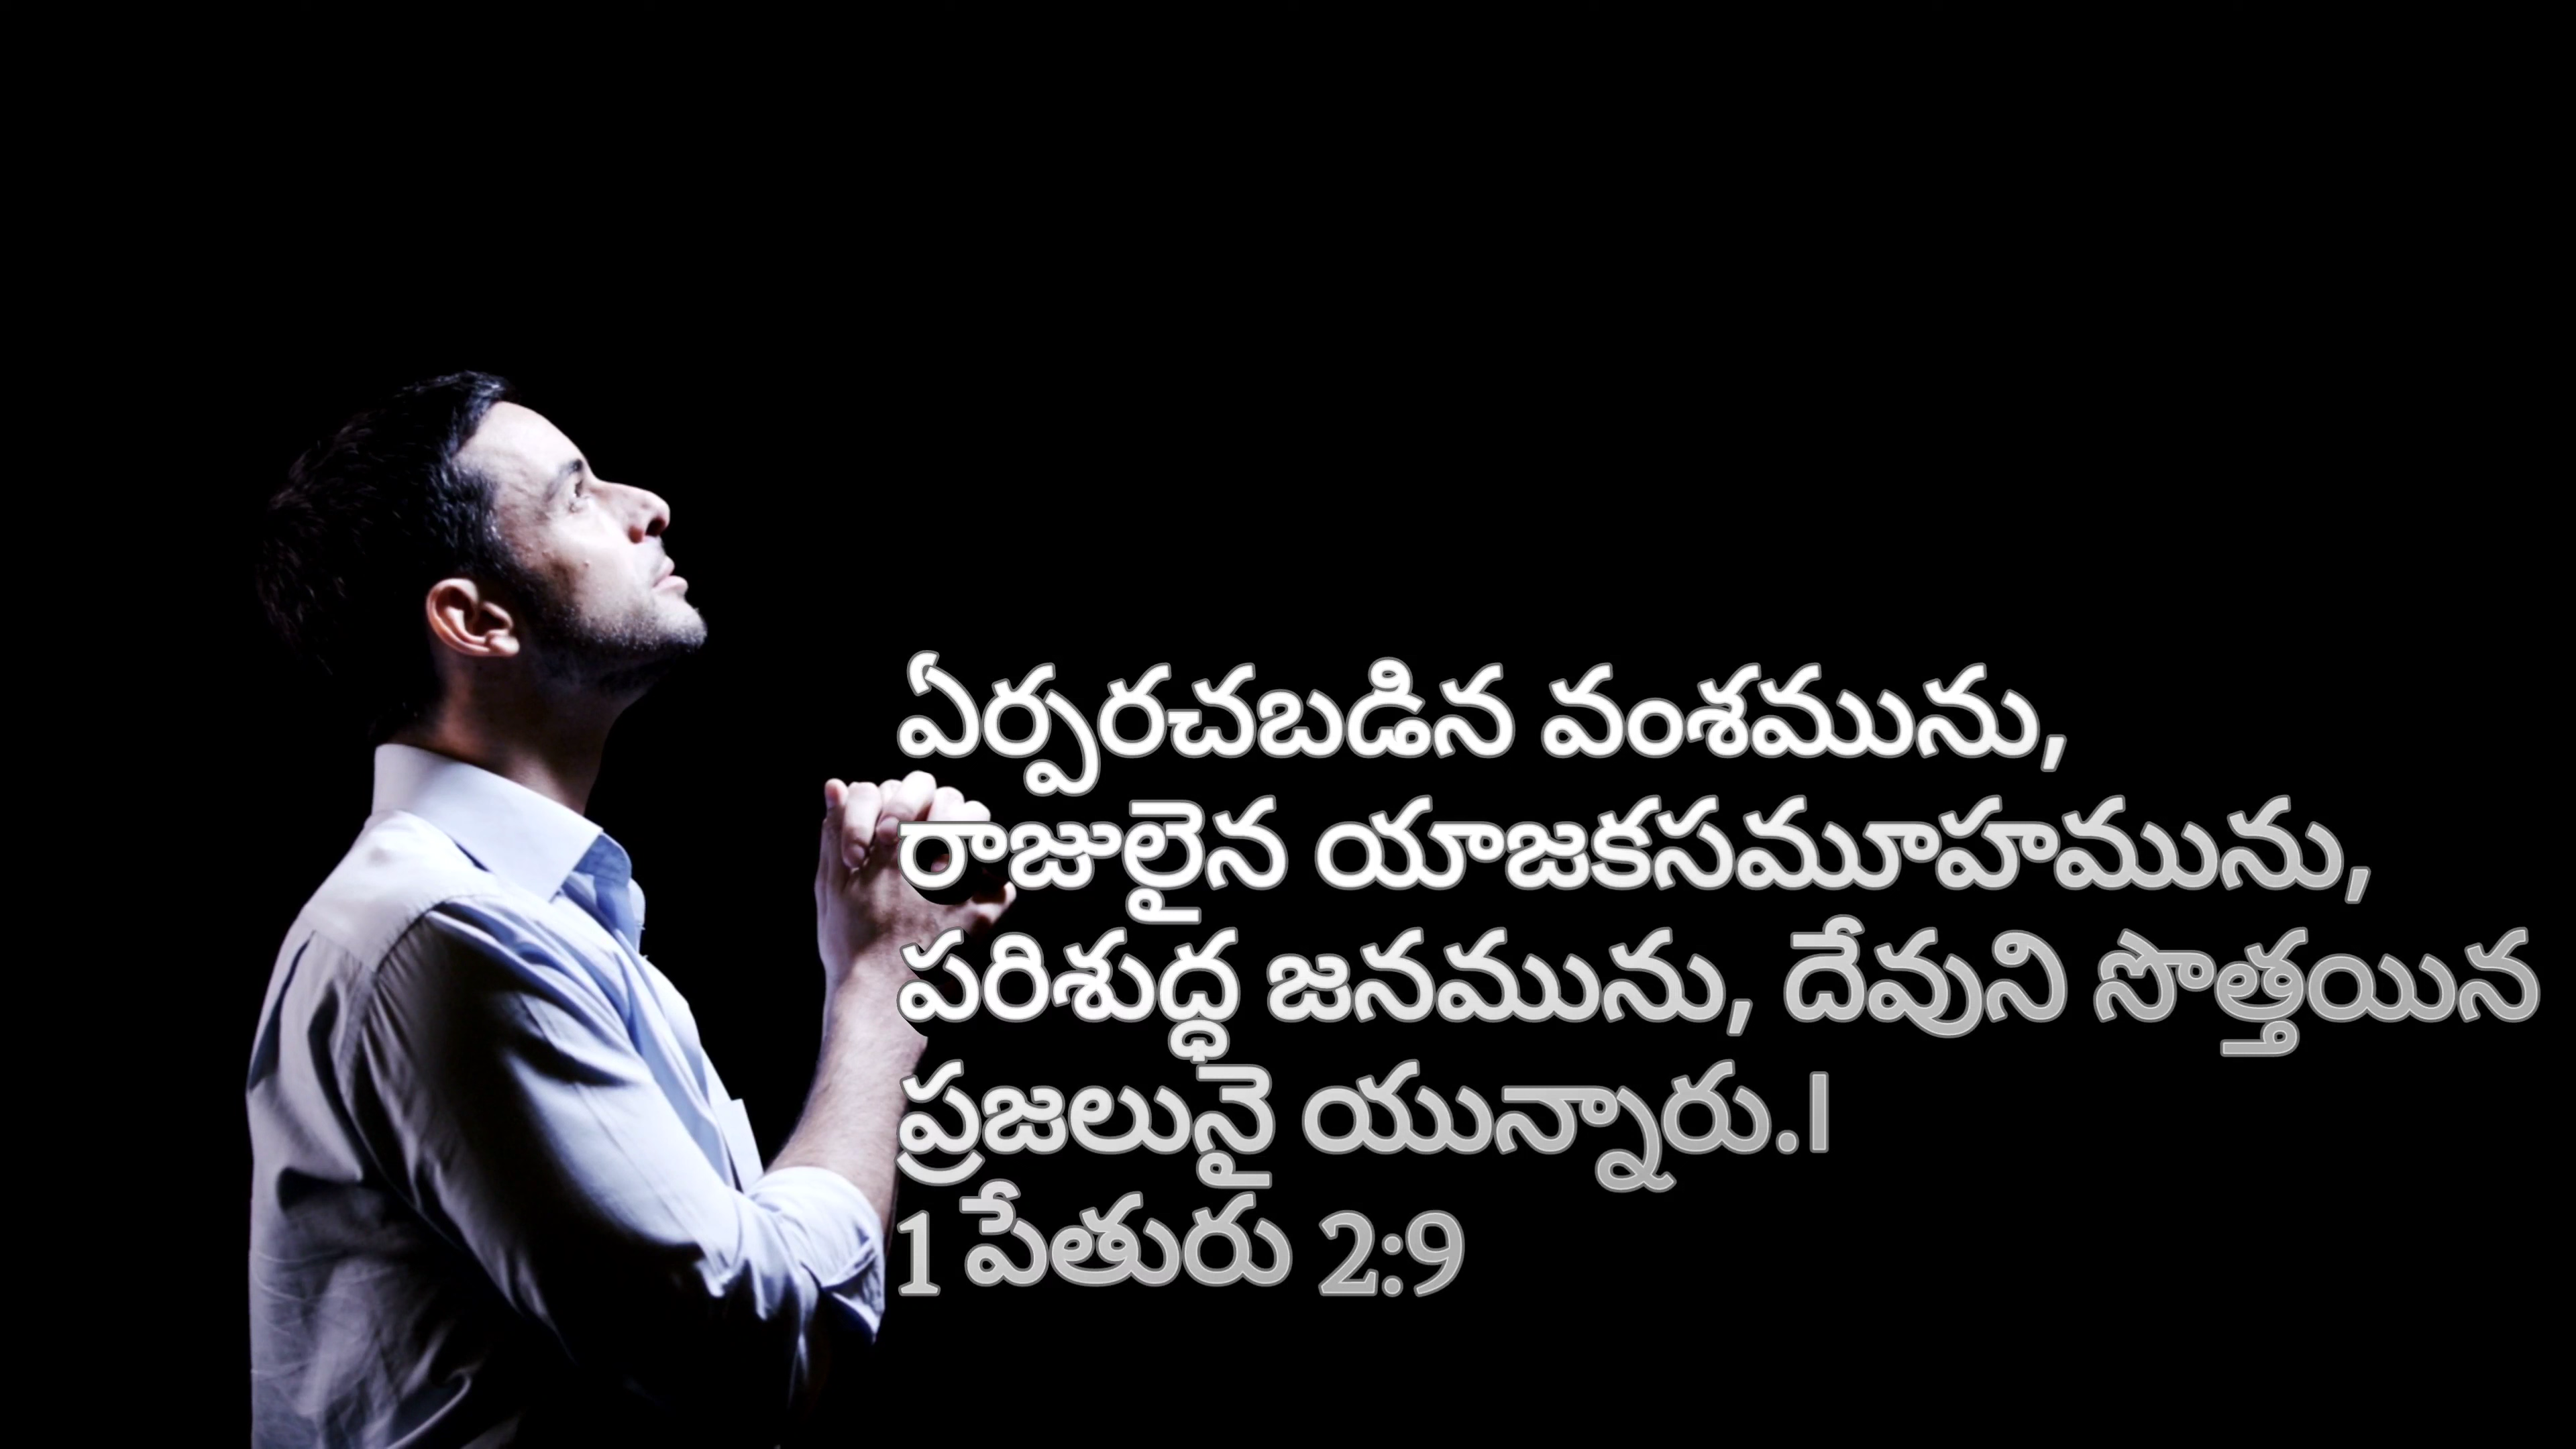 ఏర్పరచబడిన వంశమును,
రాజులైన యాజకసమూహమును,
పరిశుద్ధ జనమును, దేవుని సొత్తయిన
ప్రజలునై యున్నారు.|
1 పేతురు 2:9